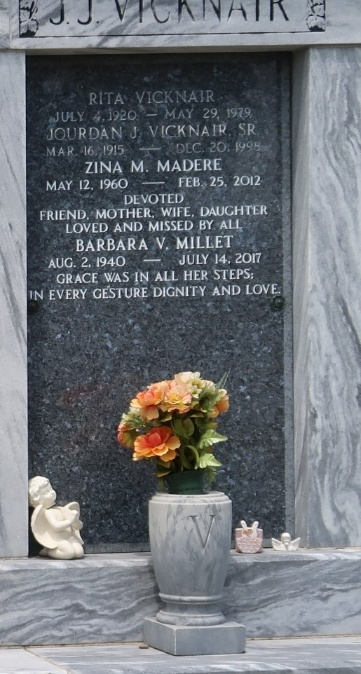 J.J. VICKNAIR
RITA VICKNAIR
JULY 4, 1920 — MAY 29, 1979
JOURDAN J. VICKNAIR, SR.
MAR. 16, 1915 — DEC. 20, 1998
ZINA M. MADERE
MAY 12, 1960 — FEB. 25, 2012
DEVOTED
FRIEND, MOTHER, WIFE, DAUGHTER
LOVED AND MISSED BY ALL
BARBARA V. MILLET
AUG. 2, 1940 — JULY 14, 2017
GRACE WAS IN ALL HER STEPS;
IN EVERY GESTURE DIGNITY AND LOVE.
V